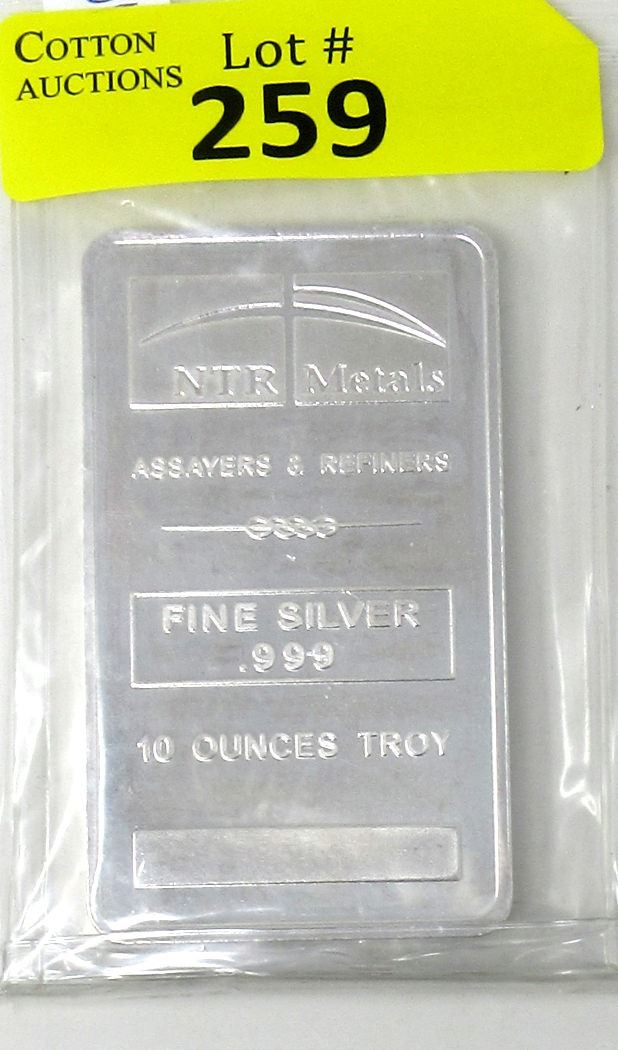 COTTON
AUCTIONS
Lot #
259
NTR Metals
ASSAYERS & REFINERS
FINE SILVER
.999
10 OUNCES TROY